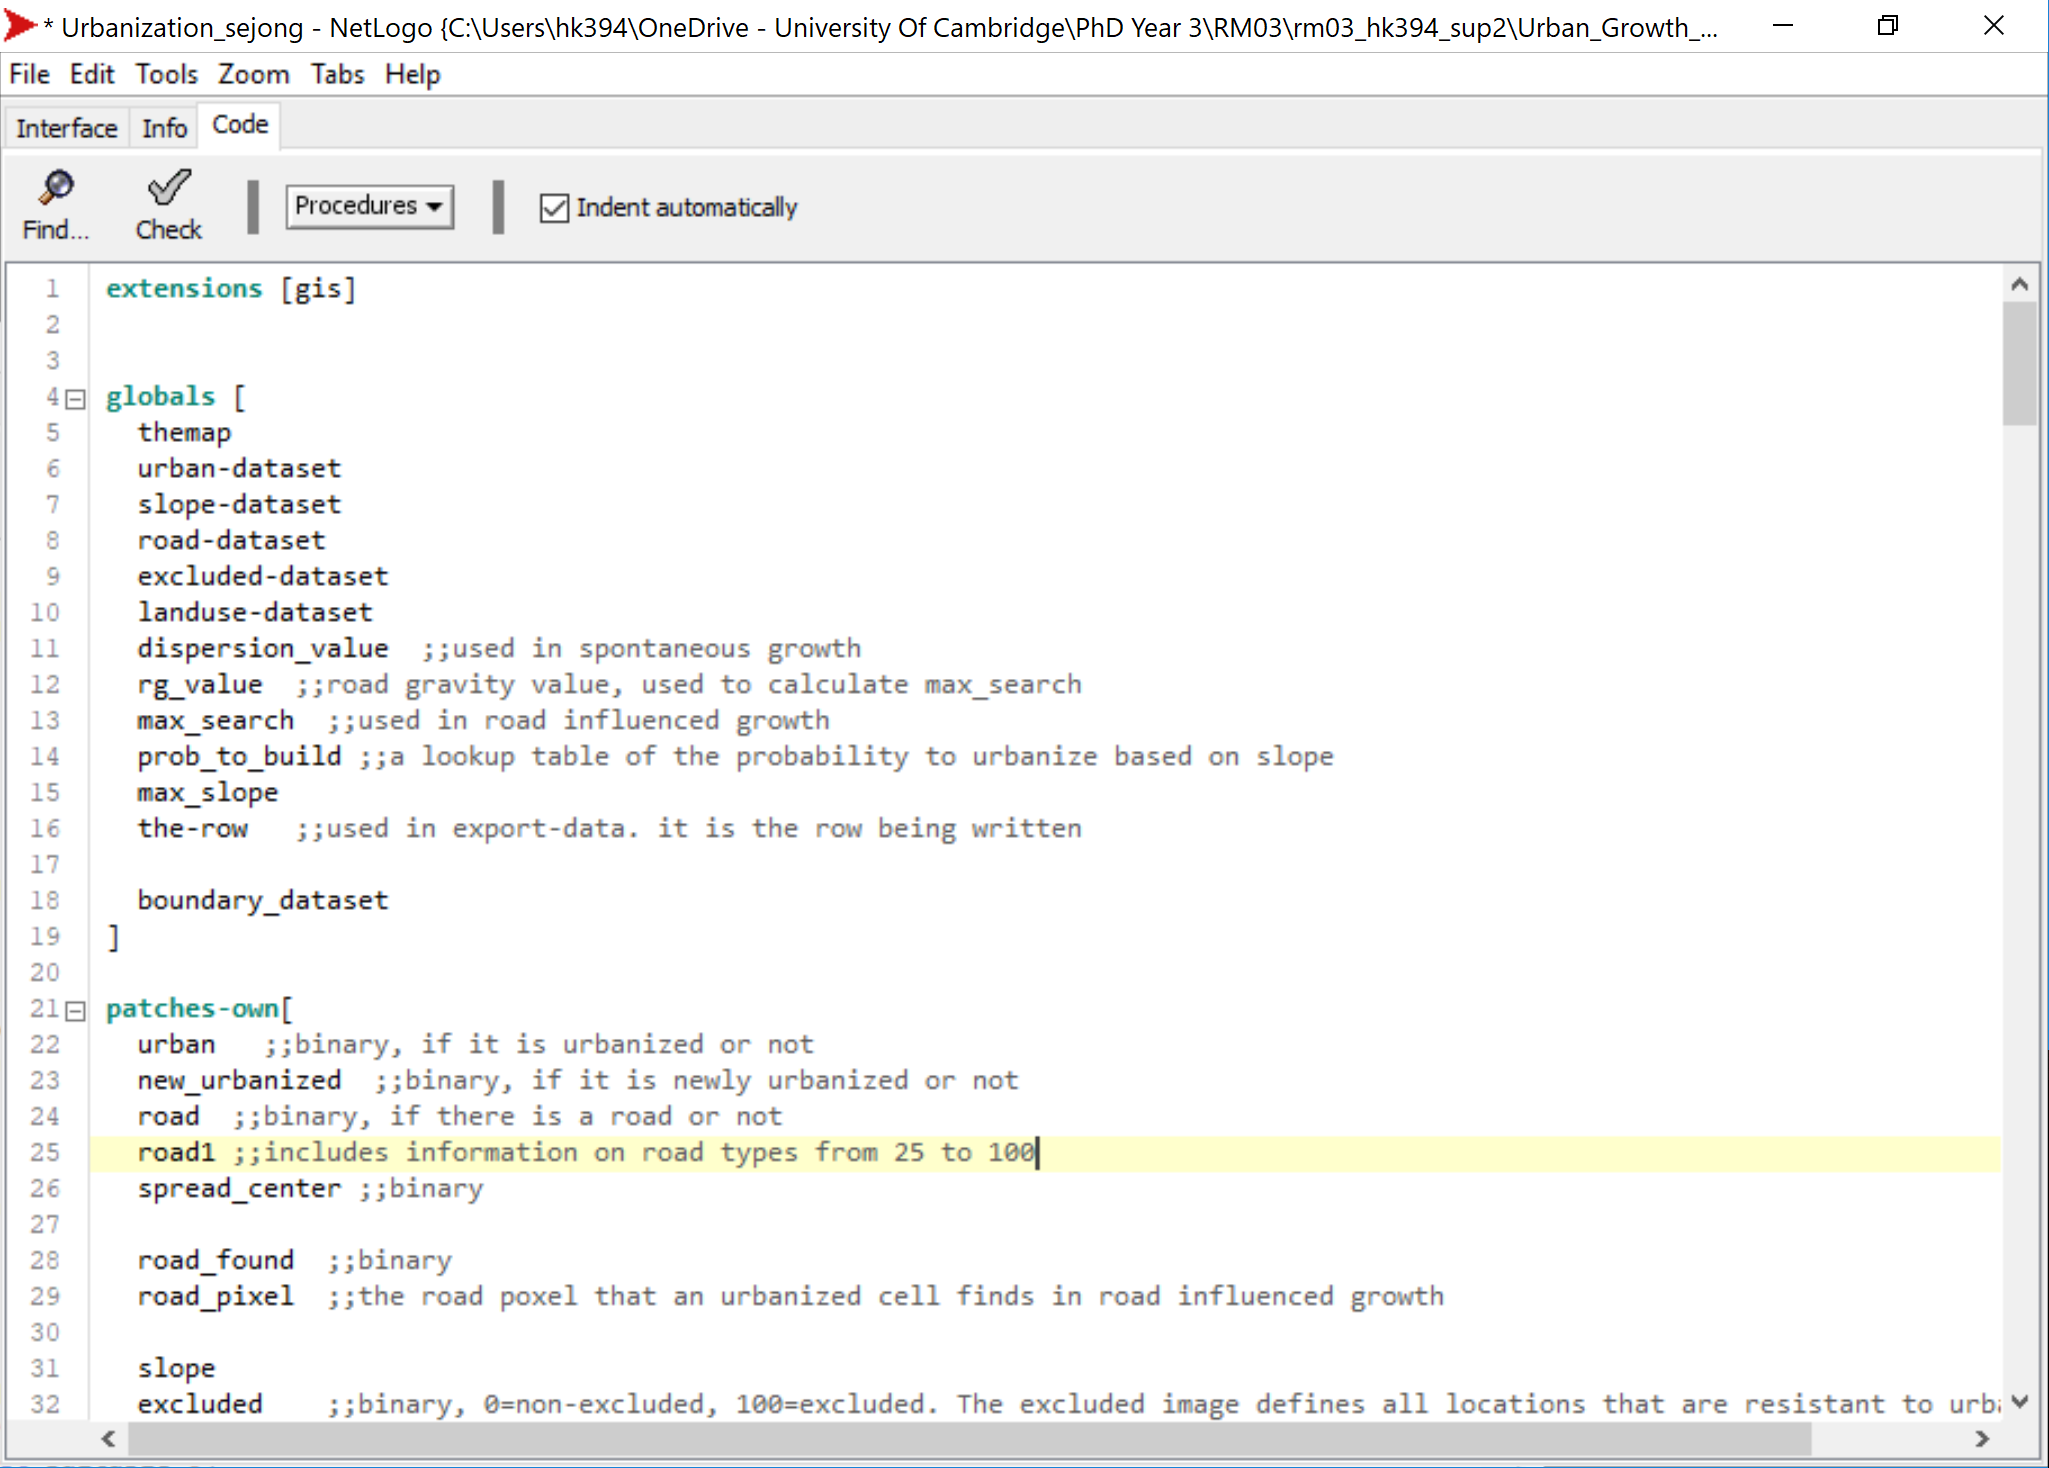 * Urbanization_sejong - NetLogo {C:\Users\hk394\OneDrive - University Of Cambridge\PhD Year 3\RM03\rm03_hk394_sup2\Urban_Growth_...
File Edit Tools Zoom Tabs Help
Interface Info Code
Find... Check Procedures Indent automatically
1 extensions [gis]
2
3
4 globals [
5 themap
6 urban-dataset
7 slope-dataset
8 road-dataset
9 excluded-dataset
10 landuse-dataset
11 dispersion_value ;;used in spontaneous growth
12 rg_value ;;road gravity value, used to calculate max_search
13 max_search ;;used in road influenced growth
14 prob_to_build ;;a lookup table of the probability to urbanize based on slope
15 max_slope
16 the-row ;;used in export-data. it is the row being written
17
18 boundary_dataset
19 ]
20
21 patches-own[
22 urban ;;binary, if it is urbanized or not
23 new_urbanized ;;binary, if it is newly urbanized or not
24 road ;;binary, if there is a road or not
25 road1 ;;includes information on road types from 25 to 100
26 spread_center ;;binary
27
28 road_found ;;binary
29 road_pixel ;;the road poxel that an urbanized cell finds in road influenced growth
30
31 slope
32 excluded ;;binary, 0=non-excluded, 100=excluded. The excluded image defines all locations that are resistant to